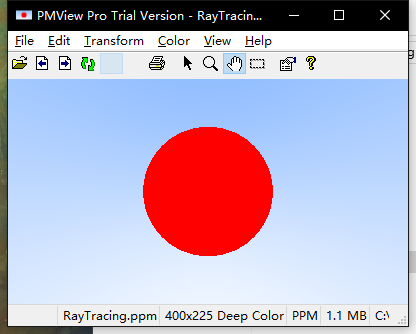 PMView Pro Trial Version - RayTracing,...
File Edit Transform Color View Help
RayTracing.ppm 400x225 Deep Color PPM 1.1 MB C:\